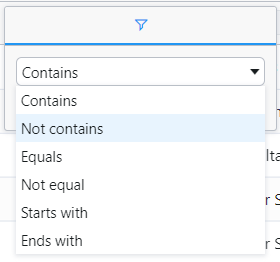 Contains
Contains
Not contains
Equals
Not equal
Starts with
Ends with